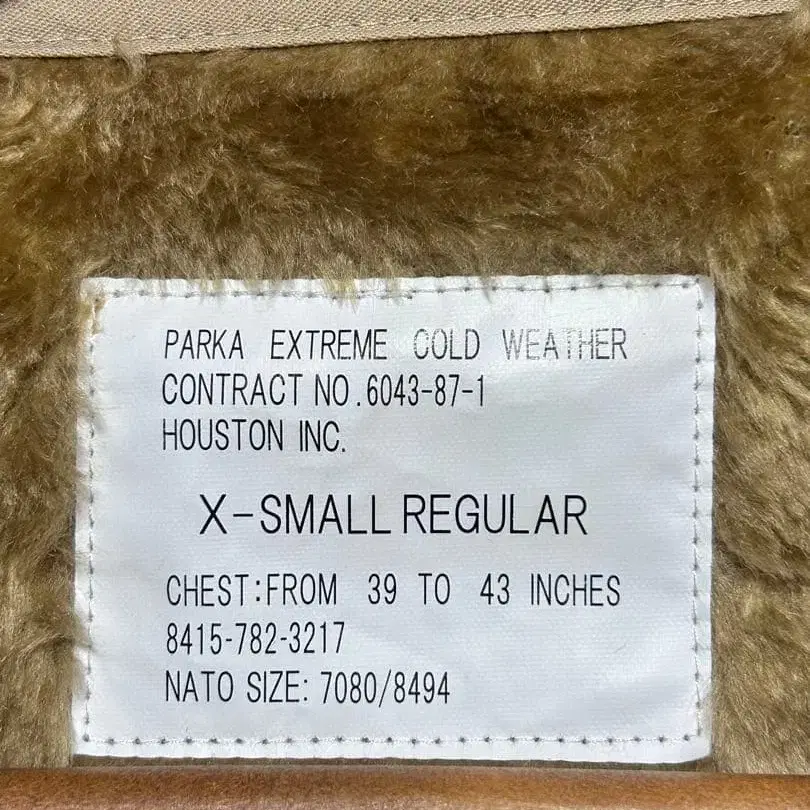 PARKA EXTREME COLD WEATHER
CONTRACT NO.6043-87-1
HOUSTON INC.
X-SMALL REGULAR
CHEST:FROM 39 TO 43 INCHES
8415-782-3217
NATO SIZE: 7080/8494